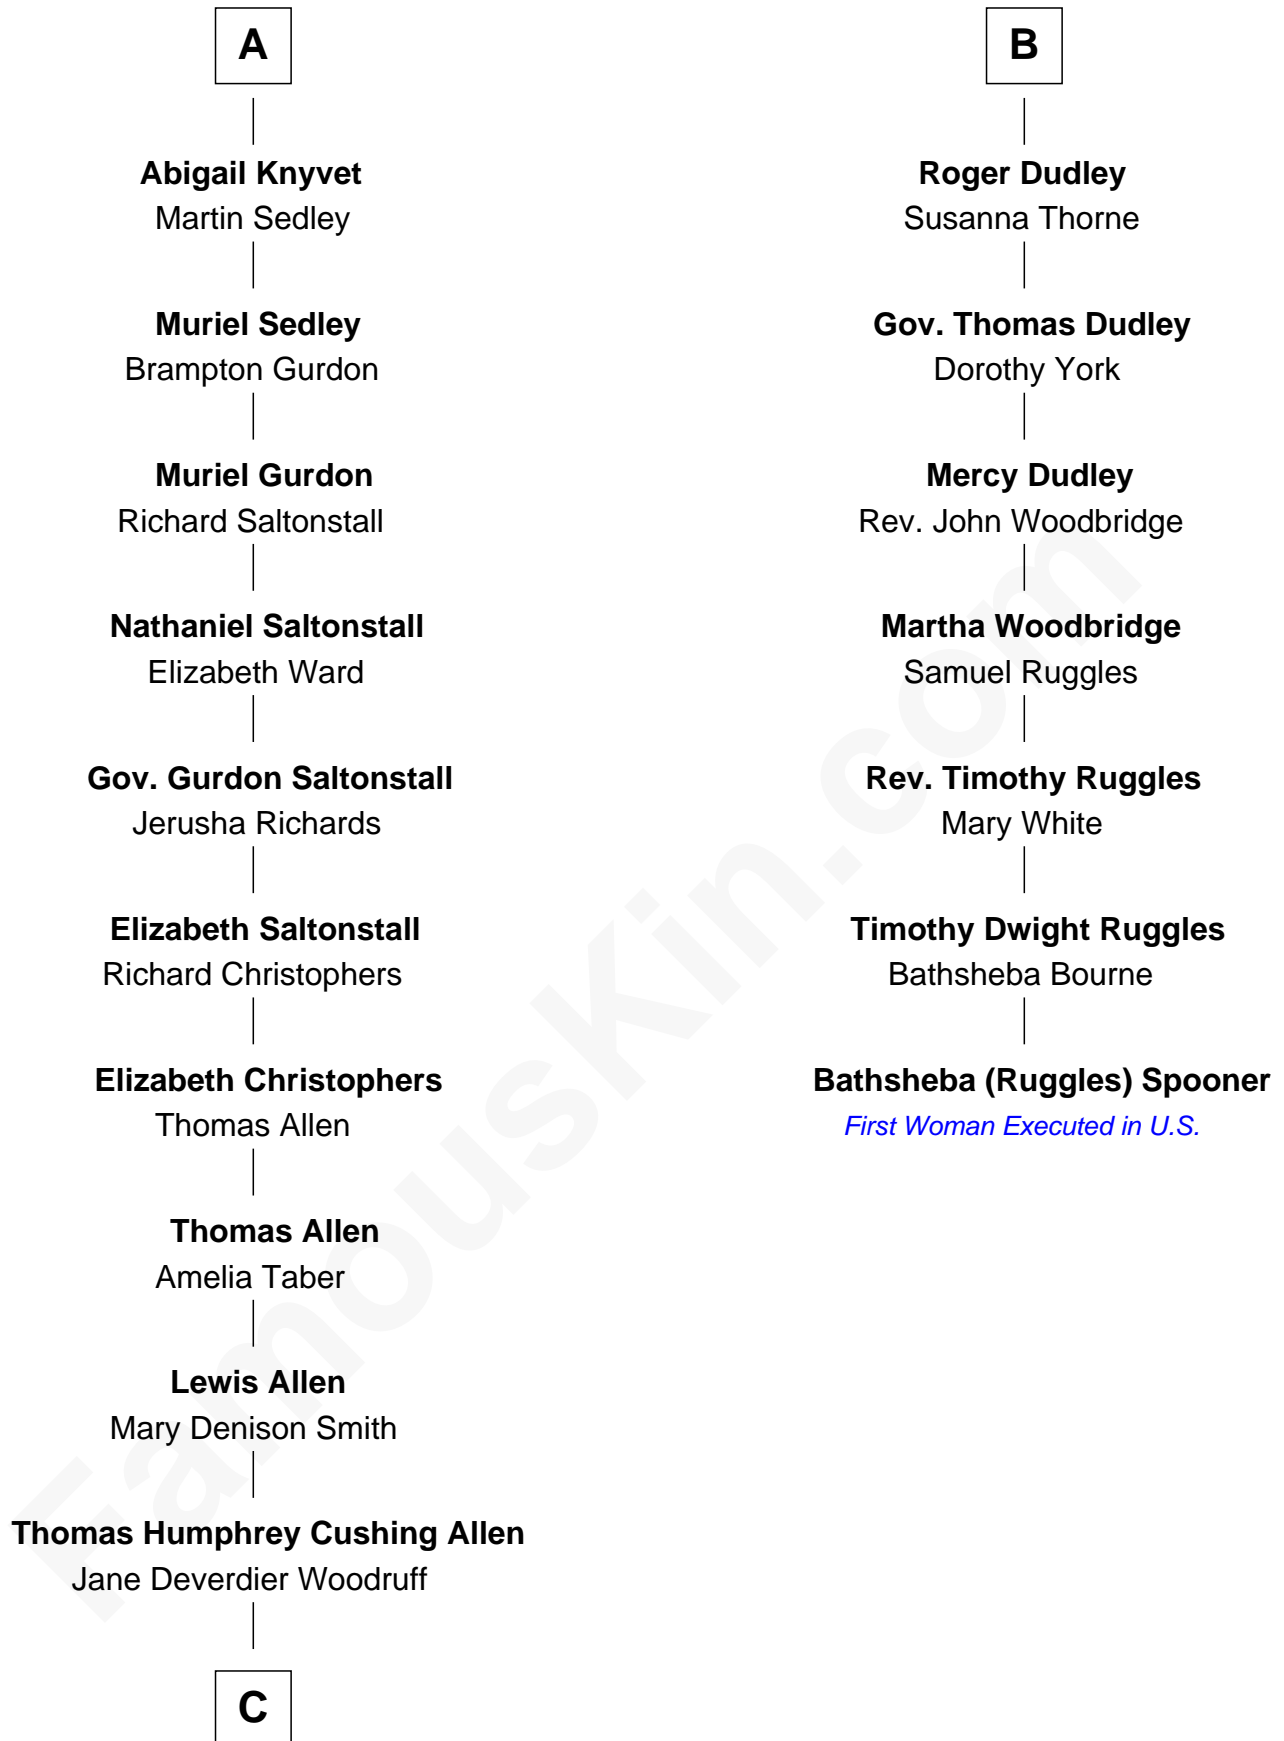 A
Abigail Knyvet
Martin Sedley
Muriel Sedley
Brampton Gurdon
Muriel Gurdon
Richard Saltonstall
Nathaniel Saltonstall
Elizabeth Ward
Gov. Gurdon Saltonstall
Jerusha Richards
Elizabeth Saltonstall
Richard Christophers
Elizabeth Christophers
Thomas Allen
Thomas Allen
Amelia Taber
Lewis Allen
Mary Denison Smith
Thomas Humphrey Cushing Allen
Jane Deverdier Woodruff
C
B
Roger Dudley
Susanna Thorne
Gov. Thomas Dudley
Dorothy York
Mercy Dudley
Rev. John Woodbridge
Martha Woodbridge
Samuel Ruggles
Rev. Timothy Ruggles
Mary White
Timothy Dwight Ruggles
Bathsheba Bourne
Bathsheba (Ruggles) Spooner
First Woman Executed in U.S.
FamousKin.com